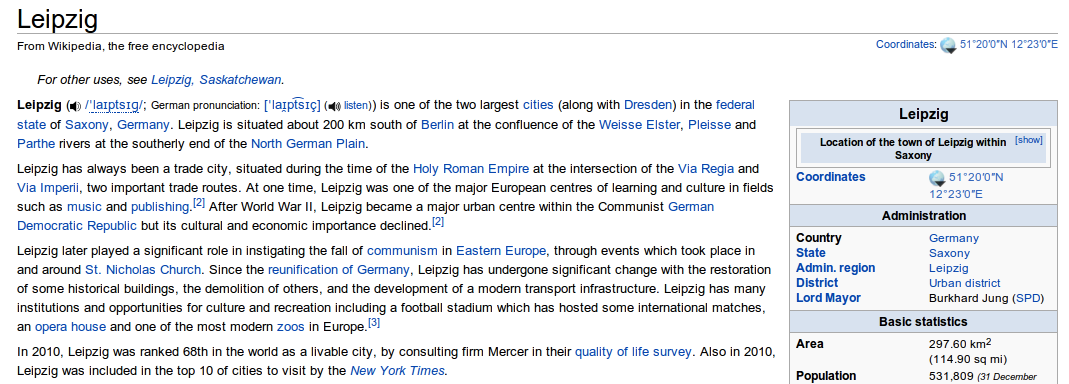 Leipzig
From Wikipedia, the free encyclopedia
Coordinates: 51°20′0″N 12°23′0″E
For other uses, see Leipzig, Saskatchewan.
Leipzig (/ˈlaɪptsɪɡ/; German pronunciation: [ˈlaɪ̯pt͡sɪç] (listen)) is one of the two largest cities (along with Dresden) in the federal
state of Saxony, Germany. Leipzig is situated about 200 km south of Berlin at the confluence of the Weisse Elster, Pleisse and
Parthe rivers at the southerly end of the North German Plain.
Leipzig has always been a trade city, situated during the time of the Holy Roman Empire at the intersection of the Via Regia and
Via Imperii, two important trade routes. At one time, Leipzig was one of the major European centres of learning and culture in fields
such as music and publishing.[2] After World War II, Leipzig became a major urban centre within the Communist German
Democratic Republic but its cultural and economic importance declined.[2]
Leipzig later played a significant role in instigating the fall of communism in Eastern Europe, through events which took place in
and around St. Nicholas Church. Since the reunification of Germany, Leipzig has undergone significant change with the restoration
of some historical buildings, the demolition of others, and the development of a modern transport infrastructure. Leipzig has many
institutions and opportunities for culture and recreation including a football stadium which has hosted some international matches,
an opera house and one of the most modern zoos in Europe.[3]
In 2010, Leipzig was ranked 68th in the world as a livable city, by consulting firm Mercer in their quality of life survey. Also in 2010,
Leipzig was included in the top 10 of cities to visit by the New York Times.
Leipzig
Location of the town of Leipzig within [show]
Saxony
Coordinates 51°20′0″N
12°23′0″E
Administration
Country Germany
State Saxony
Admin. region Leipzig
District Urban district
Lord Mayor Burkhard Jung (SPD)
Basic statistics
Area 297.60 km2
(114.90 sq mi)
Population 531,809 (31 December